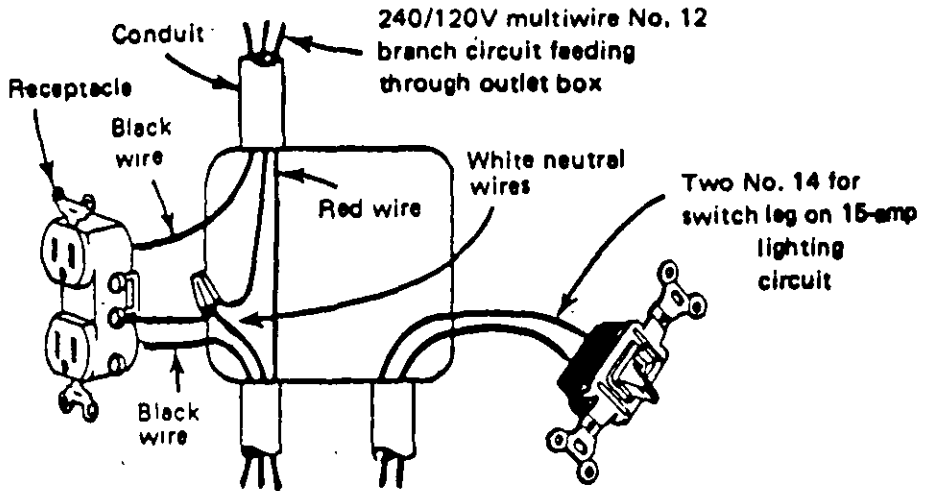 240/120V multiwire No. 12
branch circuit feeding
through outlet box
Conduit
Receptacle
Black
wire
White neutral
wires
Red wire
Two No. 14 for
switch leg on 15-amp
lighting
circuit
Black
wire